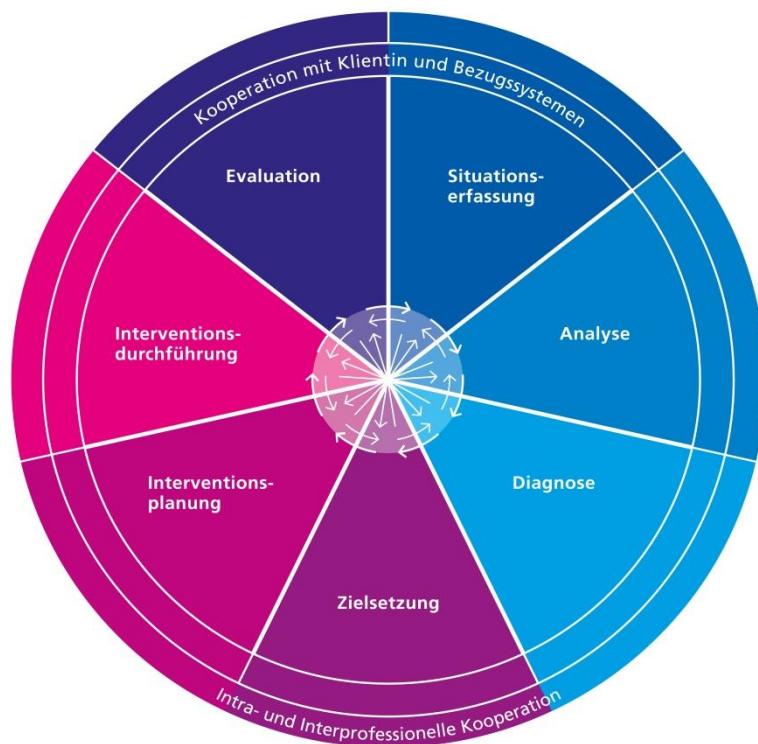 Kooperation mit Klientin und Bezugssystemen
Evaluation
Situations-
erfassung
Interventions-
durchführung
Analyse
Interventions-
planung
Diagnose
Zielsetzung
Intra- und Interprofessionelle Kooperation